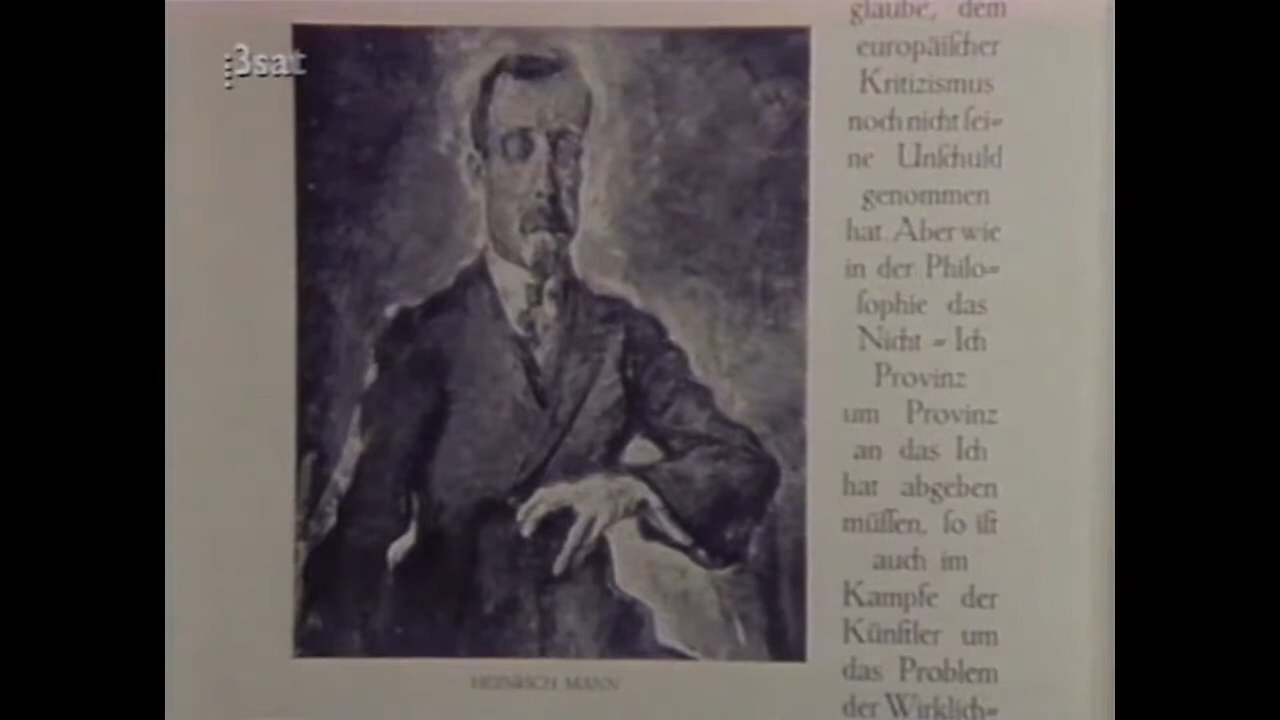 3sat
glaube, dem
europäiſcher
Kritizismus
noch nicht ſei=
ne Unſchuld
genommen
hat. Aber wie
in der Philo=
ſophie das
Nicht = Ich
Provinz
um Provinz
an das Ich
hat abgeben
müſſen, ſo iſt
auch im
Kampfe der
Künſtler um
das Problem
der Wirklich=
HEINRICH MANN